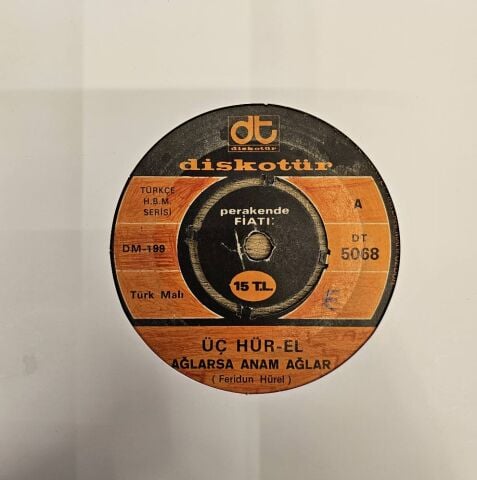 dt
diskotür
diskotür
TÜRKÇE
H.B.M.
SERİSİ
perakende
FİATI:
A
DM-199
DT
5068
15 T.L.
Türk Malı
E
ÜÇ HÜR-EL
AĞLARSA ANAM AĞLAR
( Feridun Hürel )